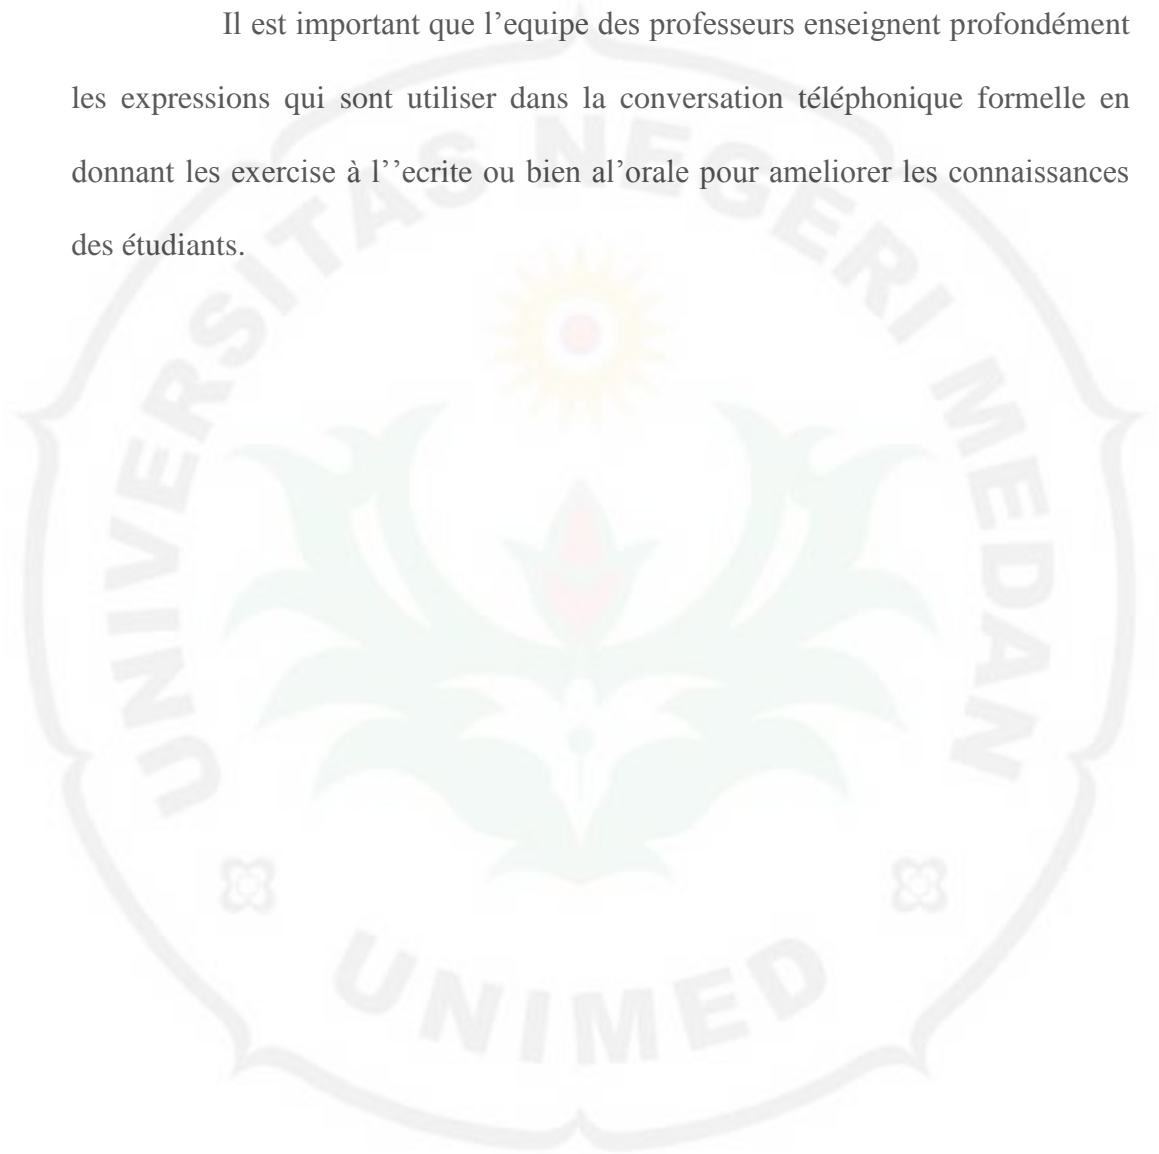 Il est important que l’equipe des professeurs enseignent profondément
les expressions qui sont utiliser dans la conversation téléphonique formelle en
donnant les exercise à l’’ecrite ou bien al’orale pour ameliorer les connaissances
des étudiants.
UNIVERSITAS NEGERI MEDAN
UNIMED